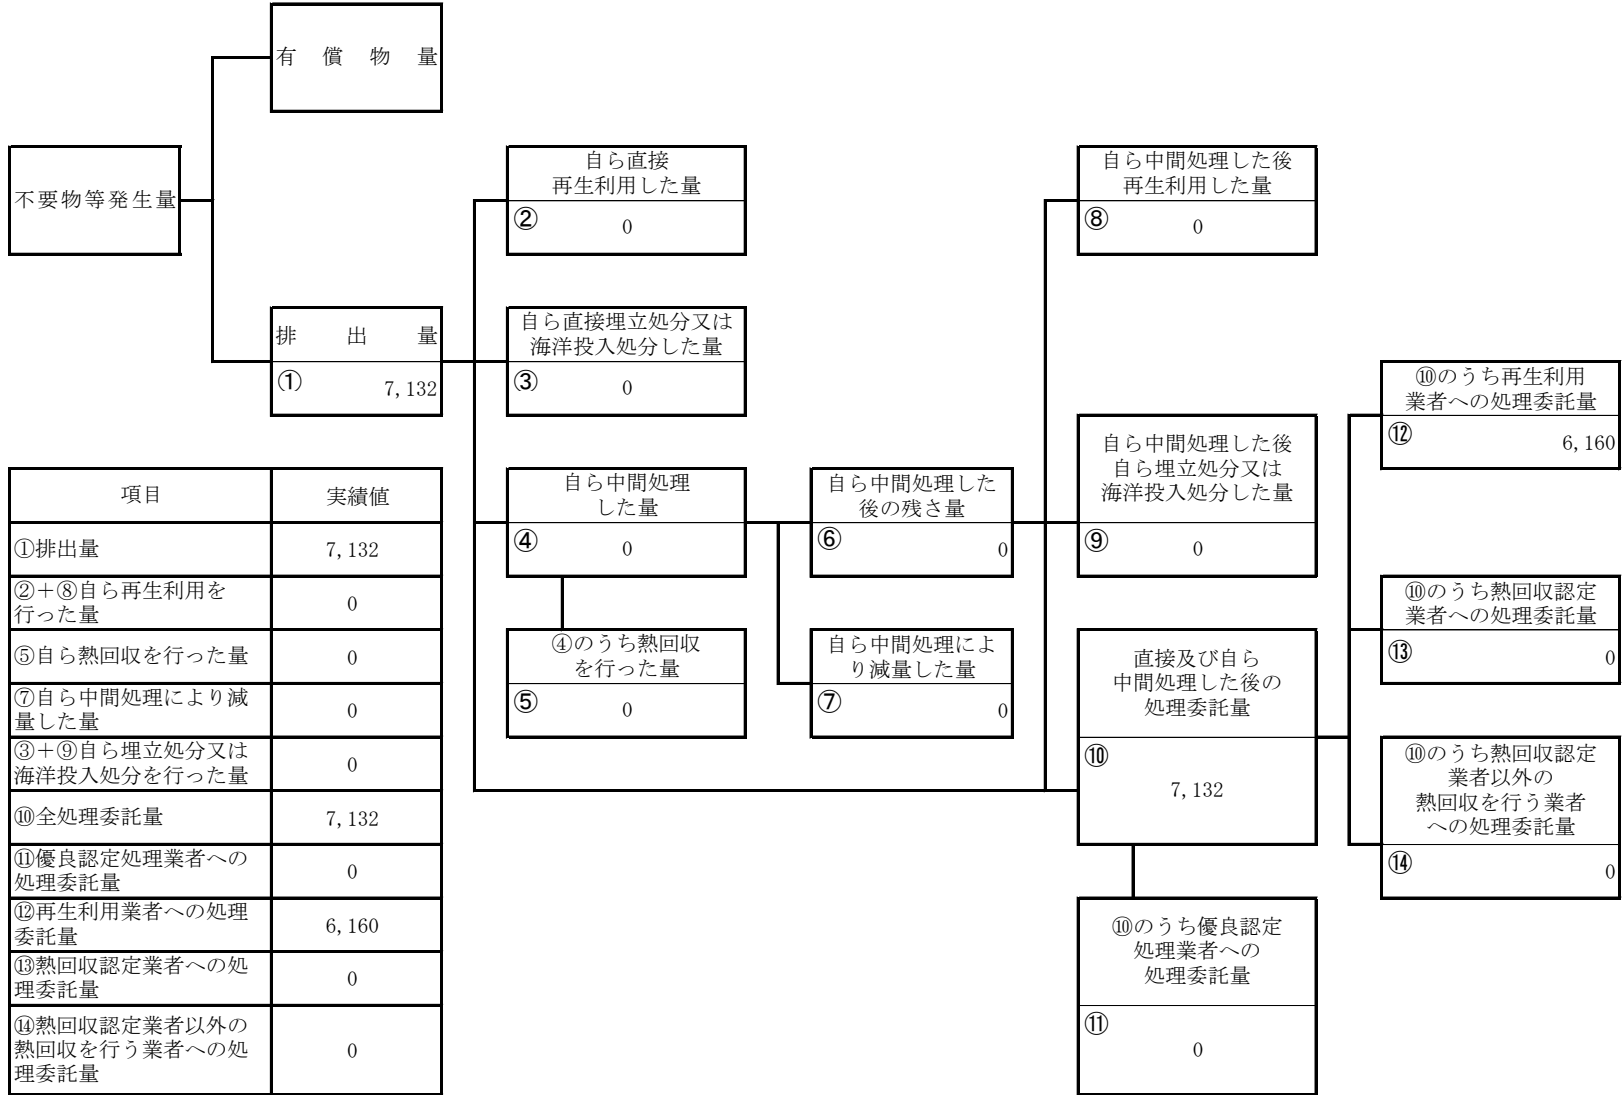 有償物量
不要物等発生量
排出量
① 7,132
自ら直接
再生利用した量
② 0
自ら直接埋立処分又は
海洋投入処分した量
③ 0
自ら中間処理
した量
④ 0
④のうち熱回収
を行った量
⑤ 0
自ら中間処理した
後の残さ量
⑥ 0
自ら中間処理によ
り減量した量
⑦ 0
自ら中間処理した後
再生利用した量
⑧ 0
自ら中間処理した後
自ら埋立処分又は
海洋投入処分した量
⑨ 0
直接及び自ら
中間処理した後の
処理委託量
⑩
7,132
⑩のうち優良認定
処理業者への
処理委託量
⑪
0
⑩のうち再生利用
業者への処理委託量
⑫ 6,160
⑩のうち熱回収認定
業者への処理委託量
⑬ 0
⑩のうち熱回収認定
業者以外の
熱回収を行う業者
への処理委託量
⑭ 0
項目 実績値
①排出量 7,132
②+⑧自ら再生利用を
行った量 0
⑤自ら熱回収を行った量 0
⑦自ら中間処理により減
量した量 0
③+⑨自ら埋立処分又は
海洋投入処分を行った量 0
⑩全処理委託量 7,132
⑪優良認定処理業者への
処理委託量 0
⑫再生利用業者への処理
委託量 6,160
⑬熱回収認定業者への処
理委託量 0
⑭熱回収認定業者以外の
熱回収を行う業者への処 0
理委託量